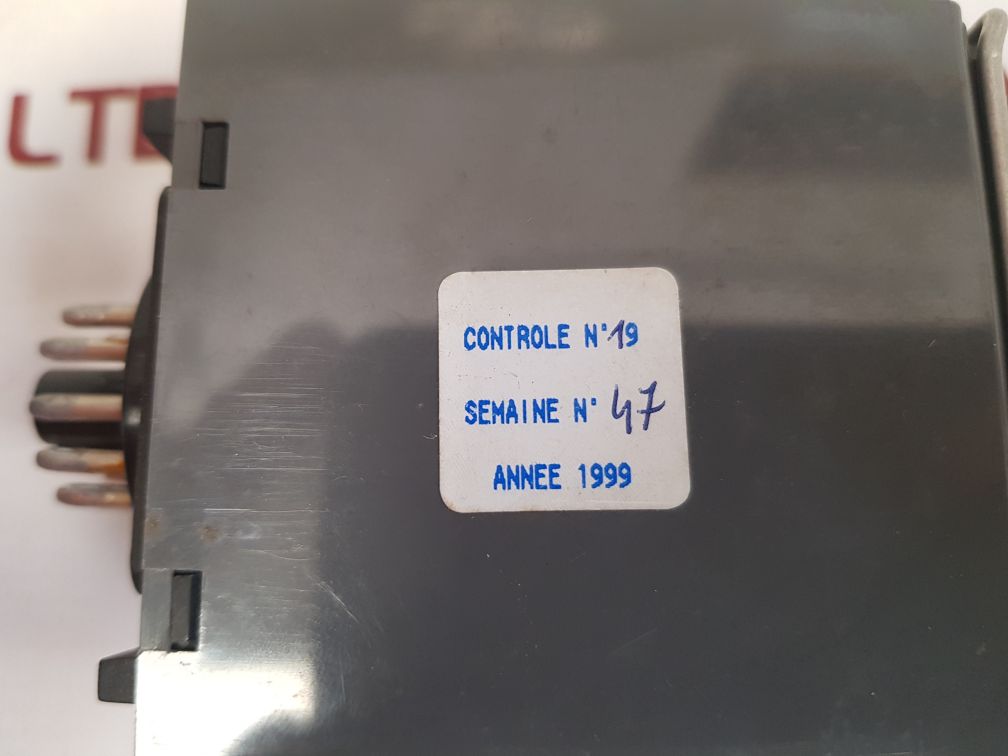 LTE
CONTROLE N°19
SEMAINE N° 47
ANNEE 1999